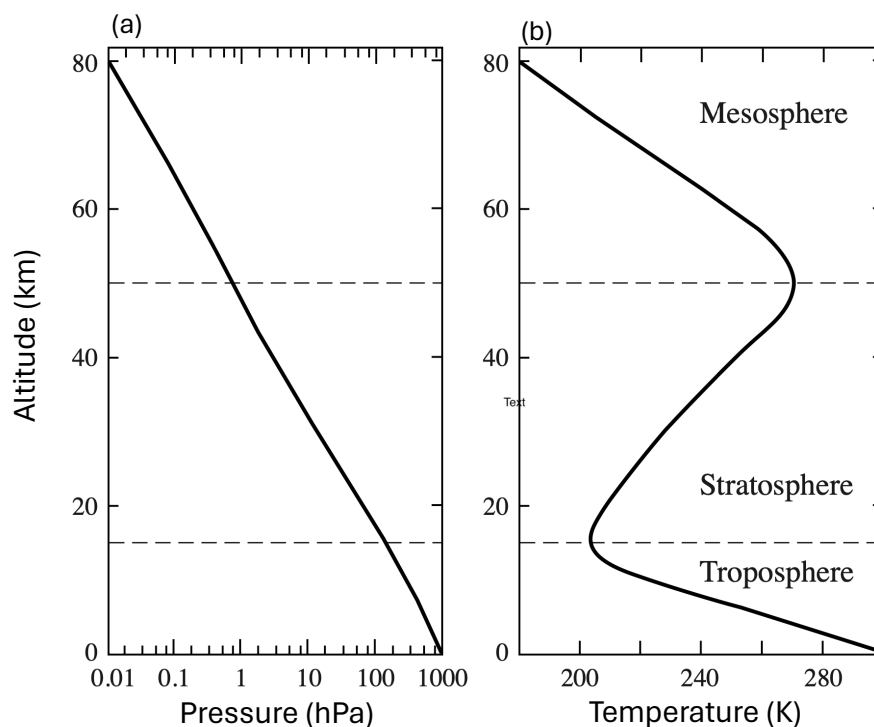 (a)
(b)
80
60
40
20
0
0.01 0.1 1 10 100 1000
Pressure (hPa)
Altitude (km)
80
60
40
20
0
200 240 280
Temperature (K)
Mesosphere
Stratosphere
Troposphere
Text